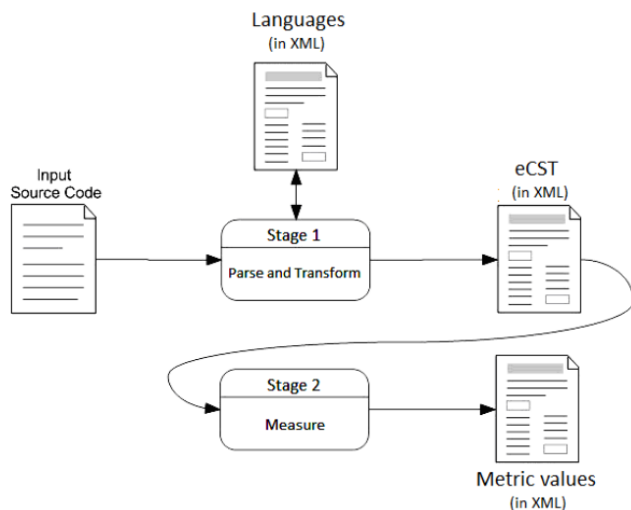 Languages
(in XML)
Input
Source Code
eCST
(in XML)
Stage 1
Parse and Transform
Stage 2
Measure
Metric values
(in XML)